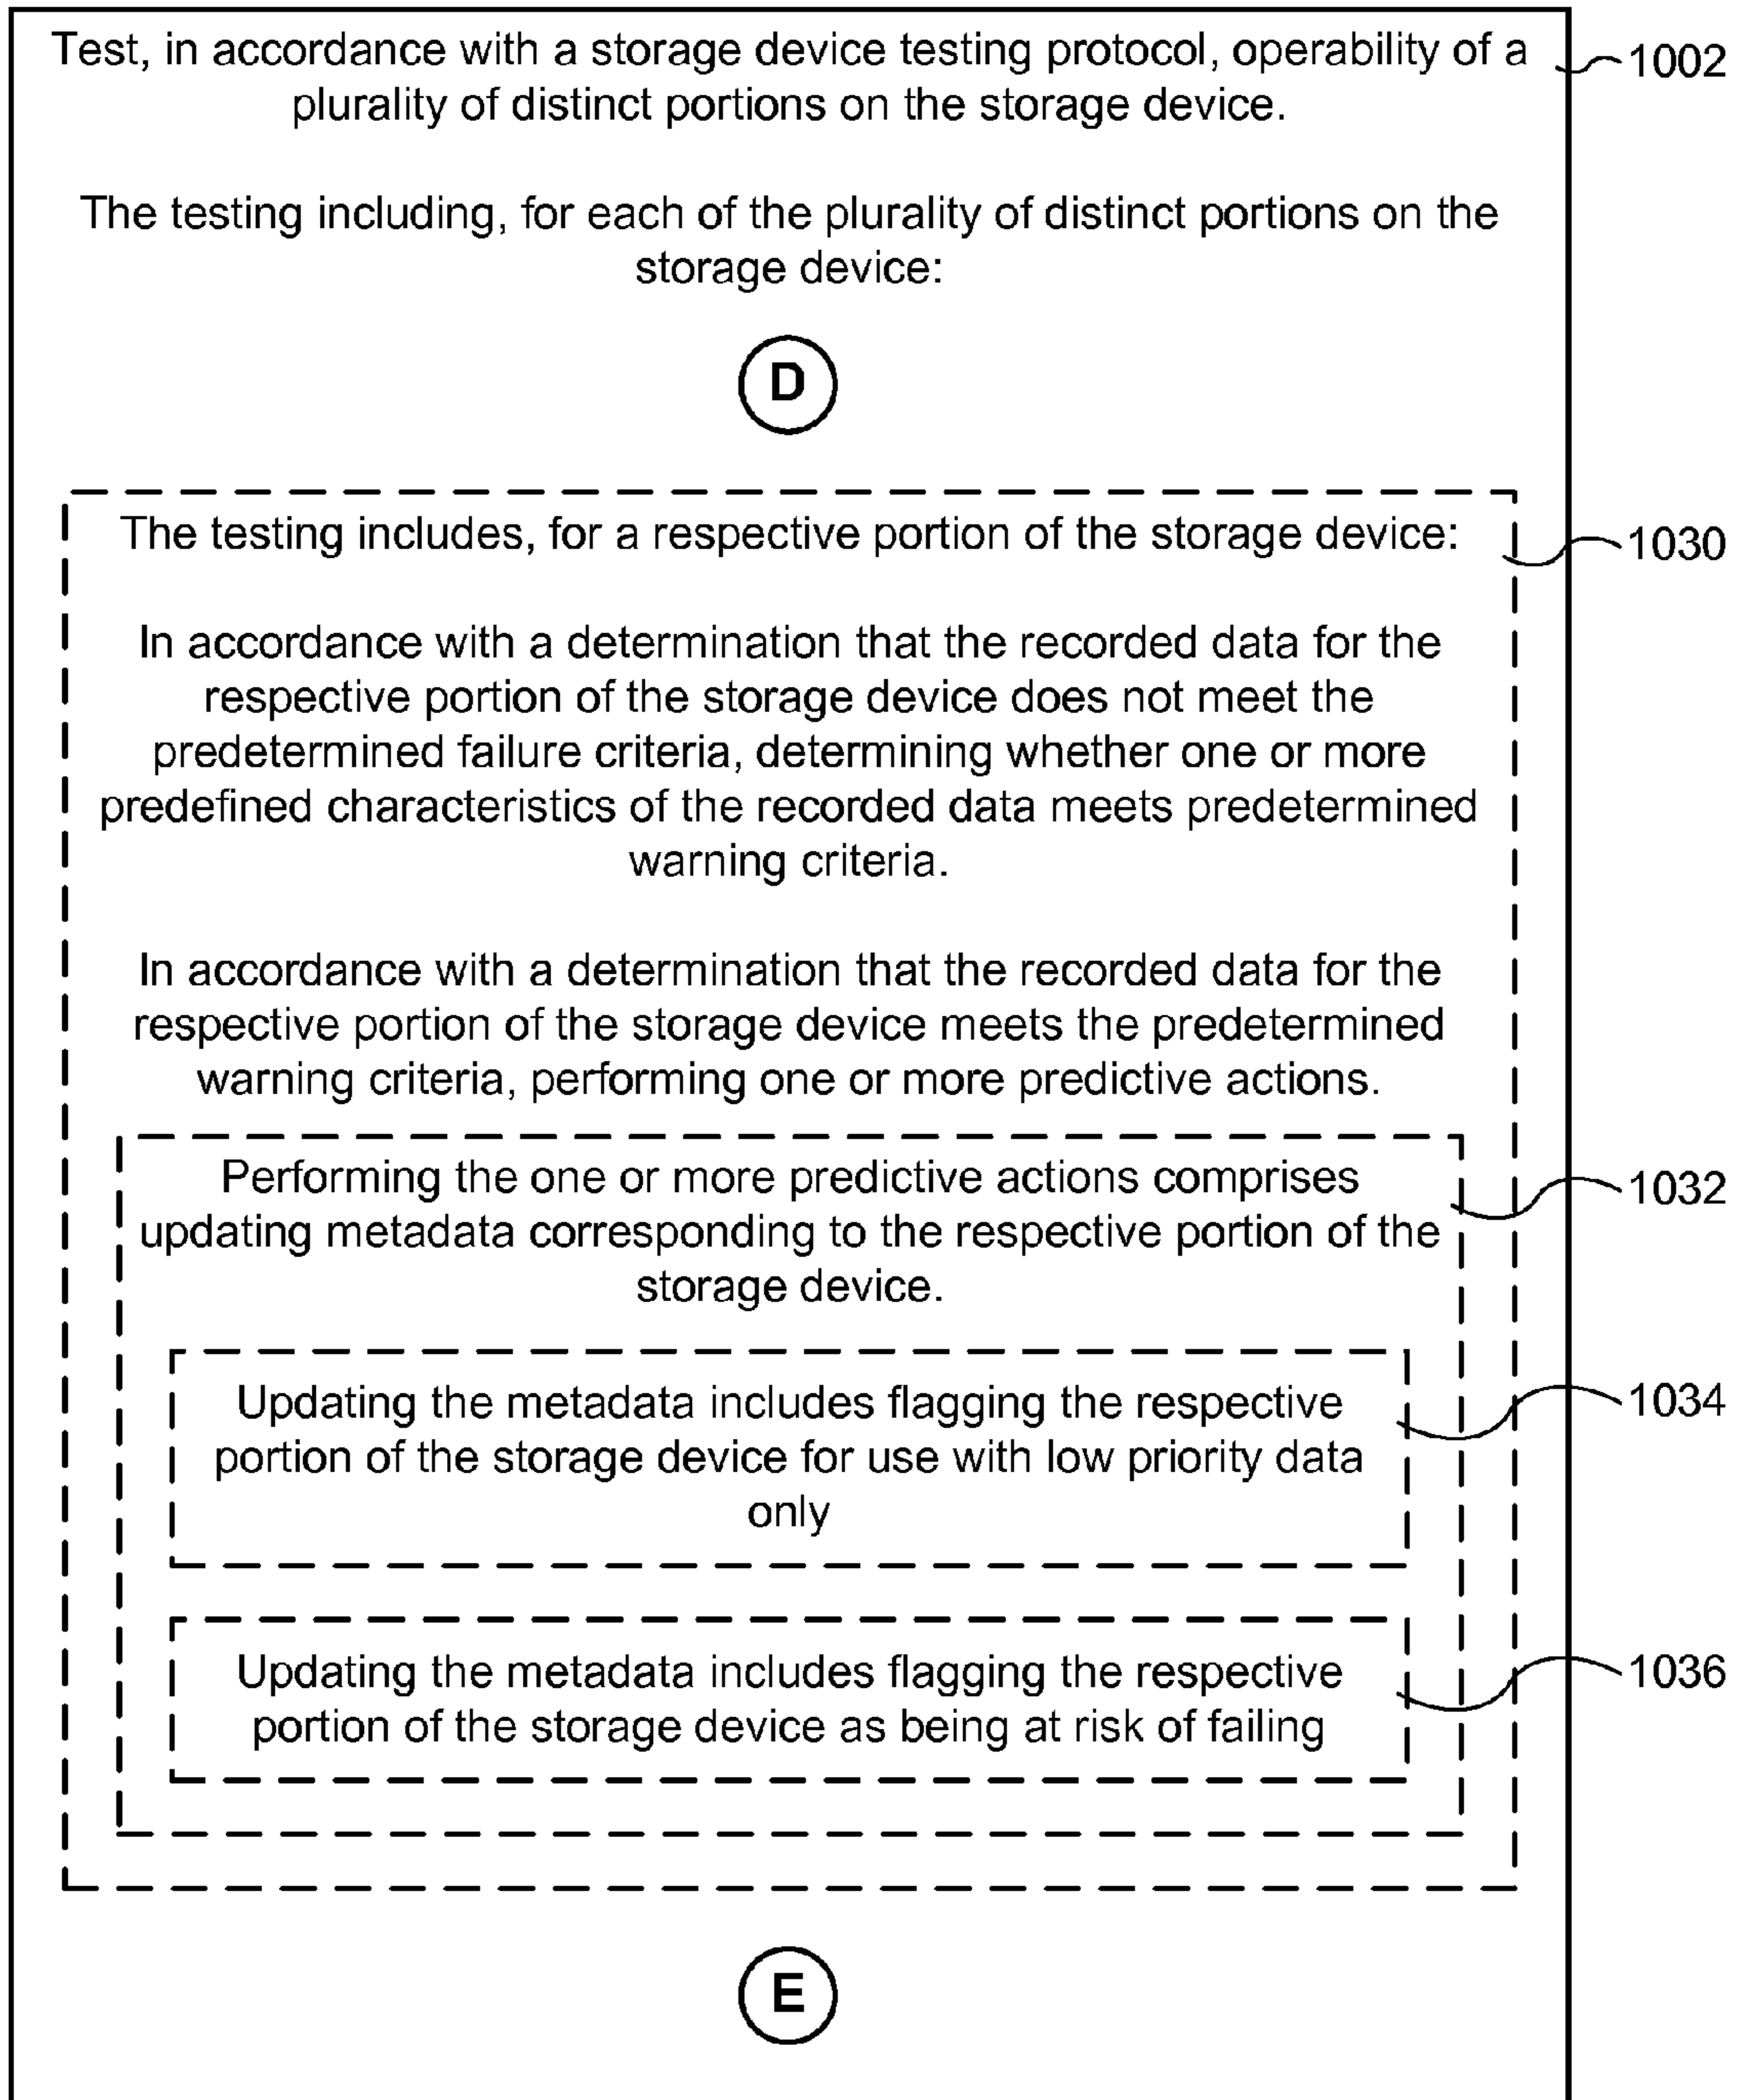 Test, in accordance with a storage device testing protocol, operability of a
plurality of distinct portions on the storage device.
1002
The testing including, for each of the plurality of distinct portions on the
storage device:
D
The testing includes, for a respective portion of the storage device:
1030
In accordance with a determination that the recorded data for the
respective portion of the storage device does not meet the
predetermined failure criteria, determining whether one or more
predefined characteristics of the recorded data meets predetermined
warning criteria.
In accordance with a determination that the recorded data for the
respective portion of the storage device meets the predetermined
warning criteria, performing one or more predictive actions.
Performing the one or more predictive actions comprises
updating metadata corresponding to the respective portion of the
storage device.
1032
Updating the metadata includes flagging the respective
portion of the storage device for use with low priority data
only
1034
Updating the metadata includes flagging the respective
portion of the storage device as being at risk of failing
1036
E